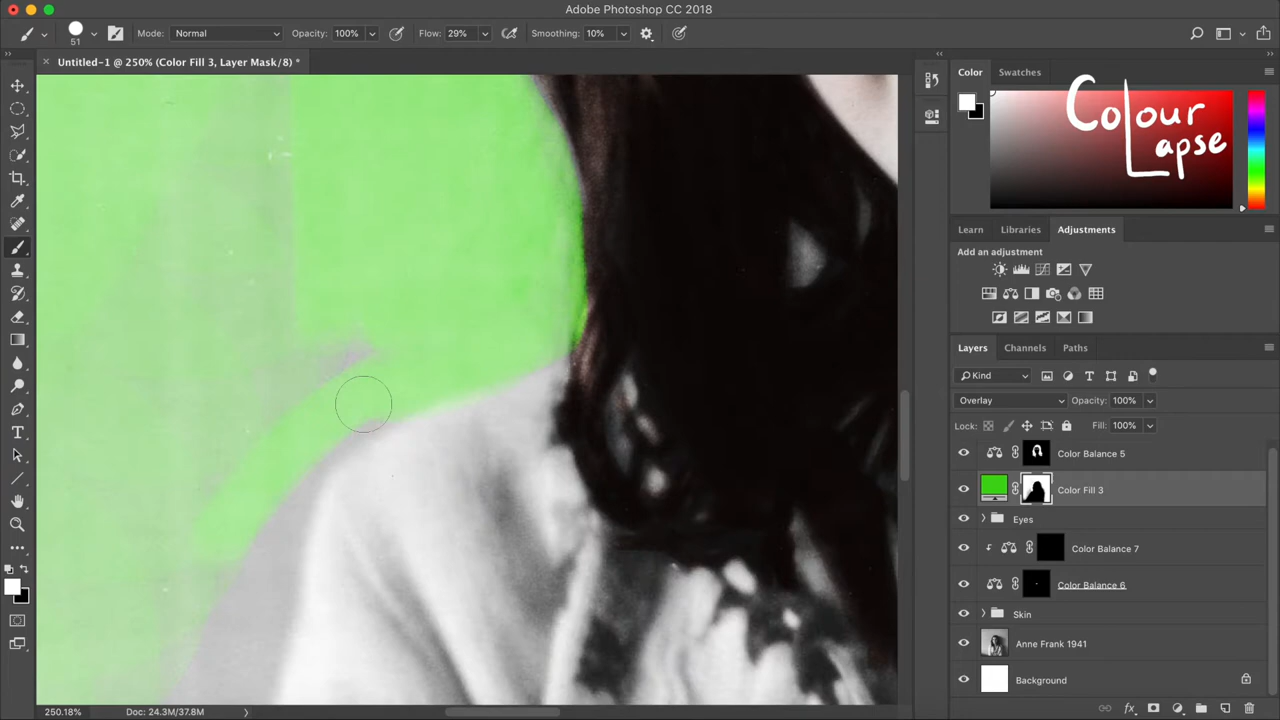 Adobe Photoshop CC 2018
51
Mode: Normal
Opacity: 100%
Flow: 29%
Smoothing: 10%
Untitled-1 @ 250% (Color Fill 3, Layer Mask/8) *
Color
Swatches
Colour
Lapse
Learn
Libraries
Adjustments
Add an adjustment
Layers
Channels
Paths
Kind
Overlay
Opacity: 100%
Lock:
Fill: 100%
Color Balance 5
Color Fill 3
Eyes
Color Balance 7
Color Balance 6
Skin
Anne Frank 1941
Background
250.18%
Doc: 24.3M/37.8M